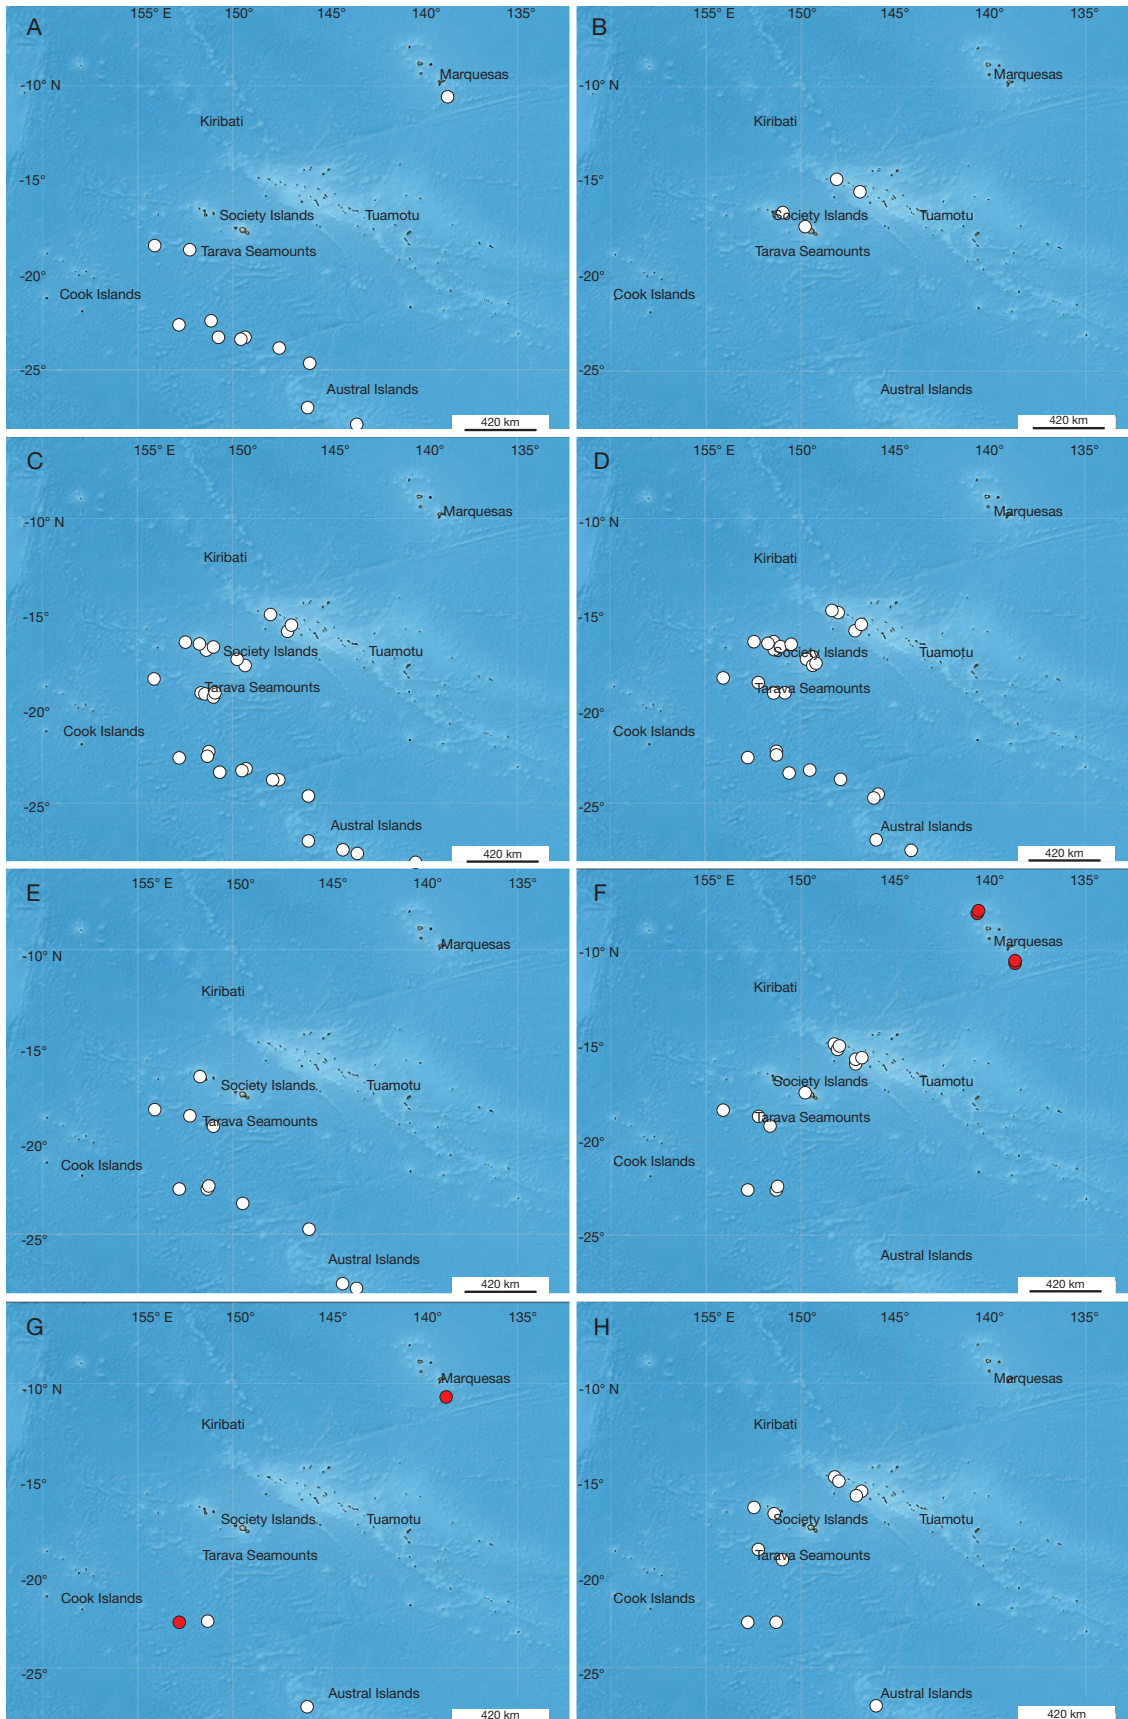 A
155° E 150° 145° 140° 135°
Marquesas
-10° N
Kiribati
-15°
Society Islands Tuamotu
Tarava Seamounts
-20°
Cook Islands
-25°
Austral Islands
420 km
B
155° E 150° 145° 140° 135°
Marquesas
-10° N
Kiribati
-15°
Society Islands Tuamotu
Tarava Seamounts
-20°
Cook Islands
-25°
Austral Islands
420 km
C
155° E 150° 145° 140° 135°
Marquesas
-10° N
Kiribati
-15°
Society Islands Tuamotu
Tarava Seamounts
-20°
Cook Islands
-25°
Austral Islands
420 km
D
155° E 150° 145° 140° 135°
Marquesas
-10° N
Kiribati
-15°
Society Islands Tuamotu
Tarava Seamounts
-20°
Cook Islands
-25°
Austral Islands
420 km
E
155° E 150° 145° 140° 135°
Marquesas
-10° N
Kiribati
-15°
Society Islands Tuamotu
Tarava Seamounts
-20°
Cook Islands
-25°
Austral Islands
420 km
F
155° E 150° 145° 140° 135°
Marquesas
-10° N
Kiribati
-15°
Society Islands Tuamotu
Tarava Seamounts
-20°
Cook Islands
-25°
Austral Islands
420 km
G
155° E 150° 145° 140° 135°
Marquesas
-10° N
Kiribati
-15°
Society Islands Tuamotu
Tarava Seamounts
-20°
Cook Islands
-25°
Austral Islands
420 km
H
155° E 150° 145° 140° 135°
Marquesas
-10° N
Kiribati
-15°
Society Islands Tuamotu
Tarava Seamounts
-20°
Cook Islands
-25°
Austral Islands
420 km